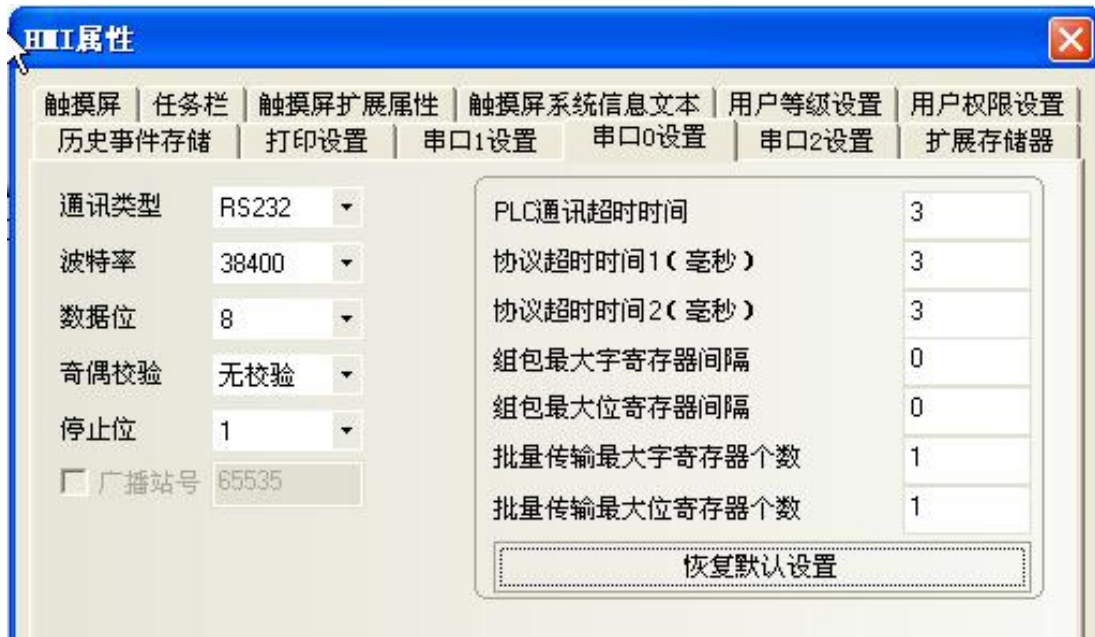 HMI属性
触摸屏 任务栏 触摸屏扩展属性 触摸屏系统信息文本 用户等级设置 用户权限设置
历史事件存储 打印设置 串口1设置 串口0设置 串口2设置 扩展存储器
通讯类型 RS232
波特率 38400
数据位 8
奇偶校验 无校验
停止位 1
广播站号 65535
PLC通讯超时时间 3
协议超时时间1(毫秒) 3
协议超时时间2(毫秒) 3
组包最大字寄存器间隔 0
组包最大位寄存器间隔 0
批量传输最大字寄存器个数 1
批量传输最大位寄存器个数 1
恢复默认设置